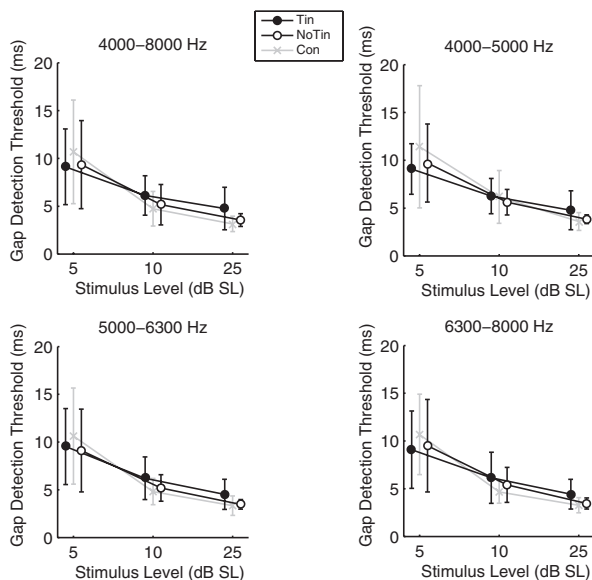 Tin
NoTin
Con
4000–8000 Hz
Gap Detection Threshold (ms)
20
15
10
5
0
5
10
25
Stimulus Level (dB SL)
4000–5000 Hz
Gap Detection Threshold (ms)
20
15
10
5
0
5
10
25
Stimulus Level (dB SL)
5000–6300 Hz
Gap Detection Threshold (ms)
20
15
10
5
0
5
10
25
Stimulus Level (dB SL)
6300–8000 Hz
Gap Detection Threshold (ms)
20
15
10
5
0
5
10
25
Stimulus Level (dB SL)